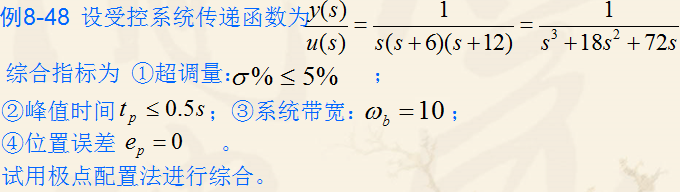 例8-48 设受控系统传递函数为 y(s)/u(s) = 1/(s(s+6)(s+12)) = 1/(s³+18s²+72s)
综合指标为 ①超调量：σ% ≤ 5% ；
②峰值时间 tₚ ≤ 0.5s；③系统带宽：ω_b = 10；
④位置误差 eₚ = 0 。
试用极点配置法进行综合。